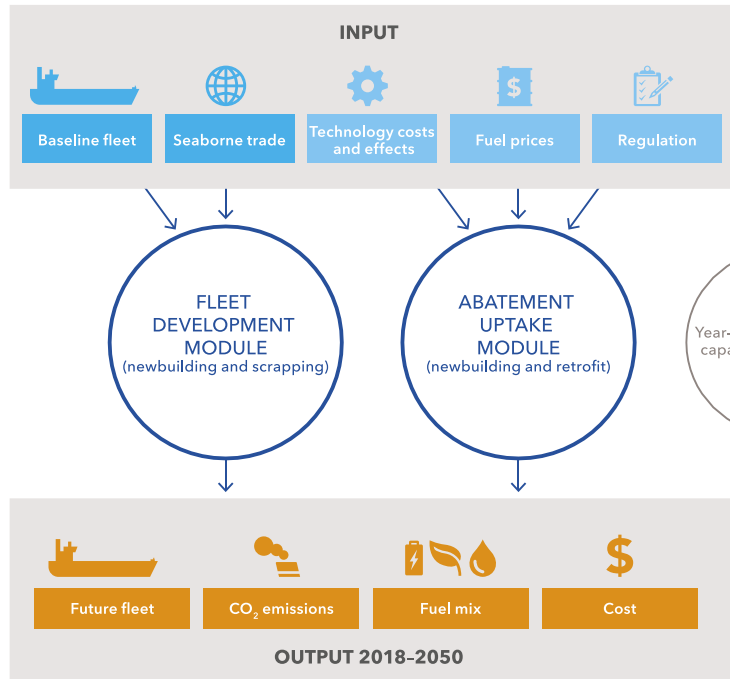 INPUT
Baseline fleet
Seaborne trade
Technology costs
and effects
Fuel prices
Regulation
$
FLEET
DEVELOPMENT
MODULE
(newbuilding and scrapping)
ABATEMENT
UPTAKE
MODULE
(newbuilding and retrofit)
$
Future fleet
CO₂ emissions
Fuel mix
Cost
OUTPUT 2018–2050